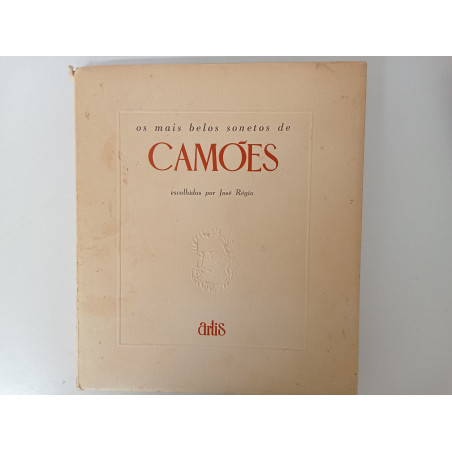 os mais belos sonetos de
CAMÕES
escolhidos por José Régio
artis